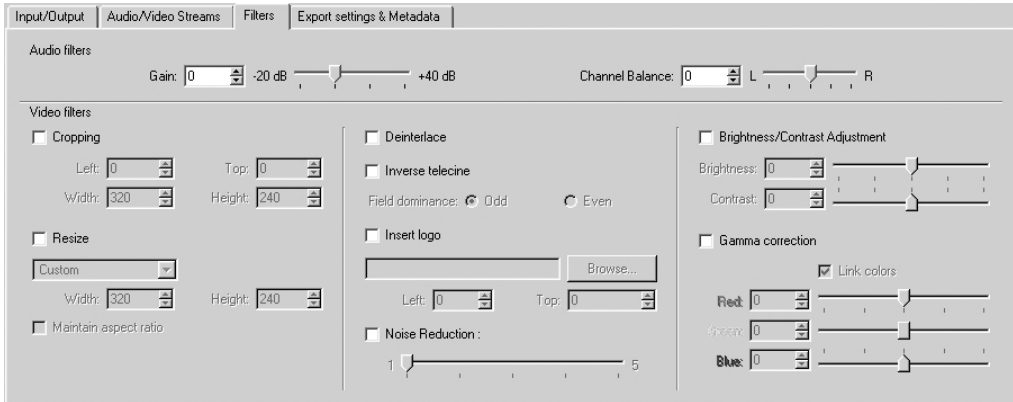 Input/Output Audio/Video Streams Filters Export settings & Metadata
Audio filters
Gain: 0 -20 dB +40 dB Channel Balance: 0 L R
Video filters
Cropping
Left: 0 Top: 0
Width: 320 Height: 240
Resize
Custom
Width: 320 Height: 240
Maintain aspect ratio
Deinterlace
Inverse telecine
Field dominance: Odd Even
Insert logo
Browse...
Left: 0 Top: 0
Noise Reduction :
1 5
Brightness/Contrast Adjustment
Brightness: 0
Contrast: 0
Gamma correction
Link colors
Red: 0
Green: 0
Blue: 0